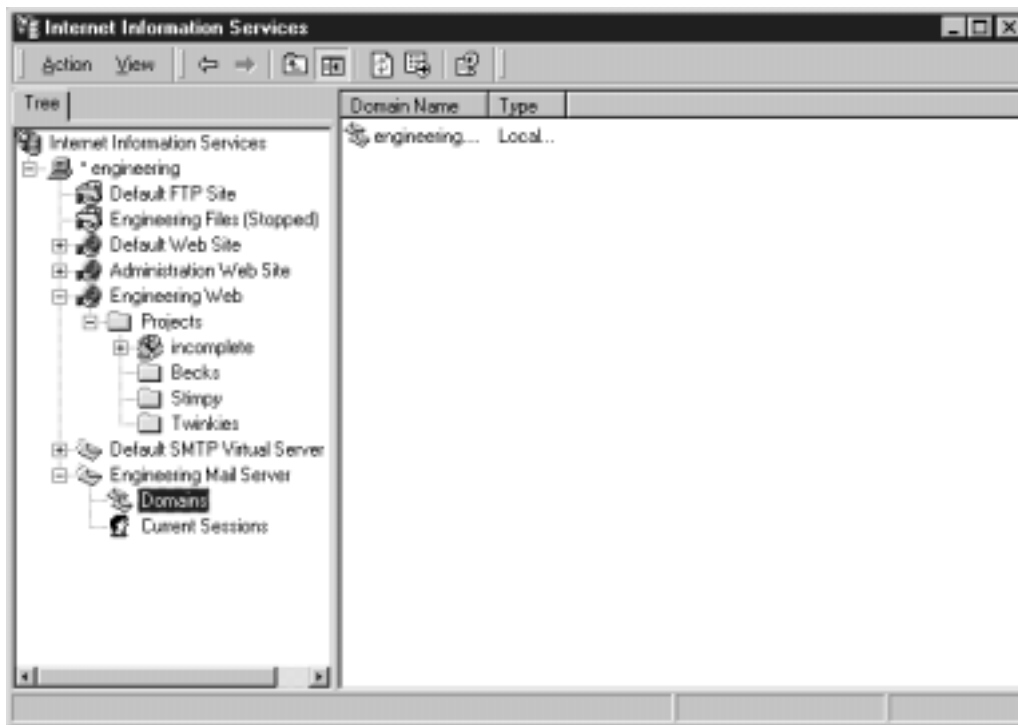 Internet Information Services
Action View
Tree
Domain Name Type
Internet Information Services
engineering.... Local...
* engineering
Default FTP Site
Engineering Files (Stopped)
Default Web Site
Administration Web Site
Engineering Web
Projects
incomplete
Becks
Stimpy
Twinkies
Default SMTP Virtual Server
Engineering Mail Server
Domains
Current Sessions